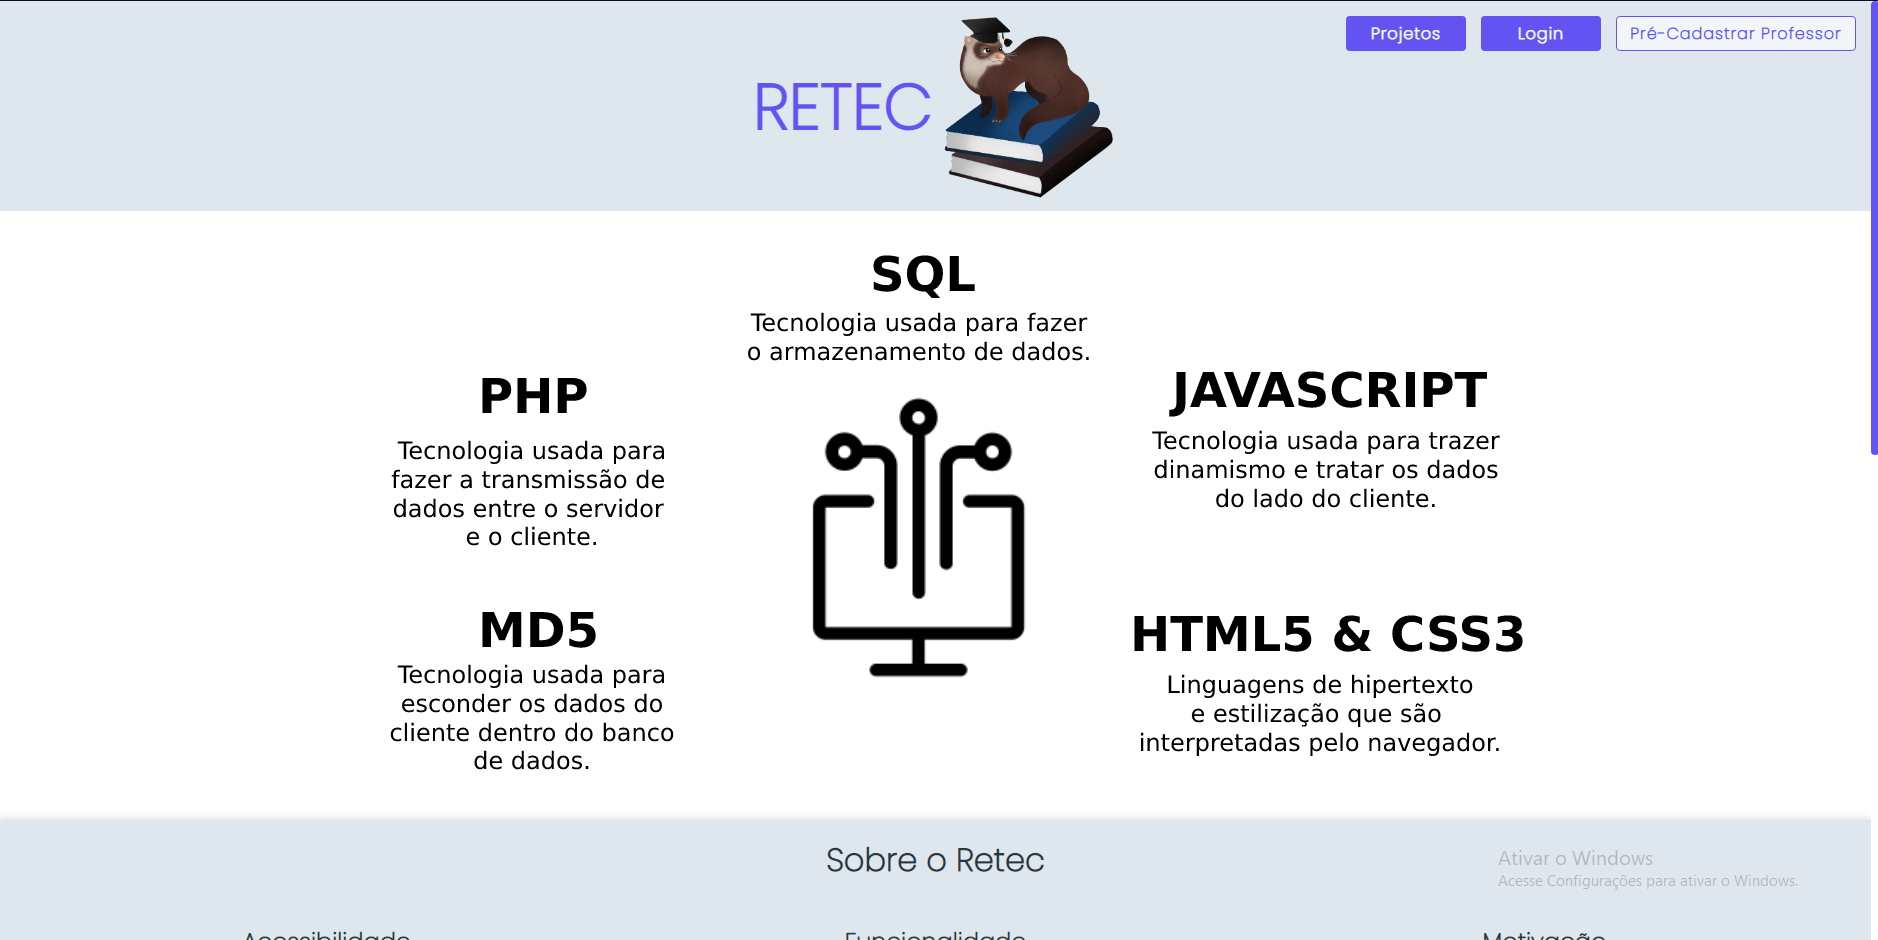 Projetos
Login
Pré-Cadastrar Professor
RETEC
SQL
Tecnologia usada para fazer
o armazenamento de dados.
PHP
Tecnologia usada para
fazer a transmissão de
dados entre o servidor
e o cliente.
JAVASCRIPT
Tecnologia usada para trazer
dinamismo e tratar os dados
do lado do cliente.
MD5
Tecnologia usada para
esconder os dados do
cliente dentro do banco
de dados.
HTML5 & CSS3
Linguagens de hipertexto
e estilização que são
interpretadas pelo navegador.
Sobre o Retec
Ativar o Windows
Acesse Configurações para ativar o Windows.
Acessibilidade
Funcionalidade
Motivação